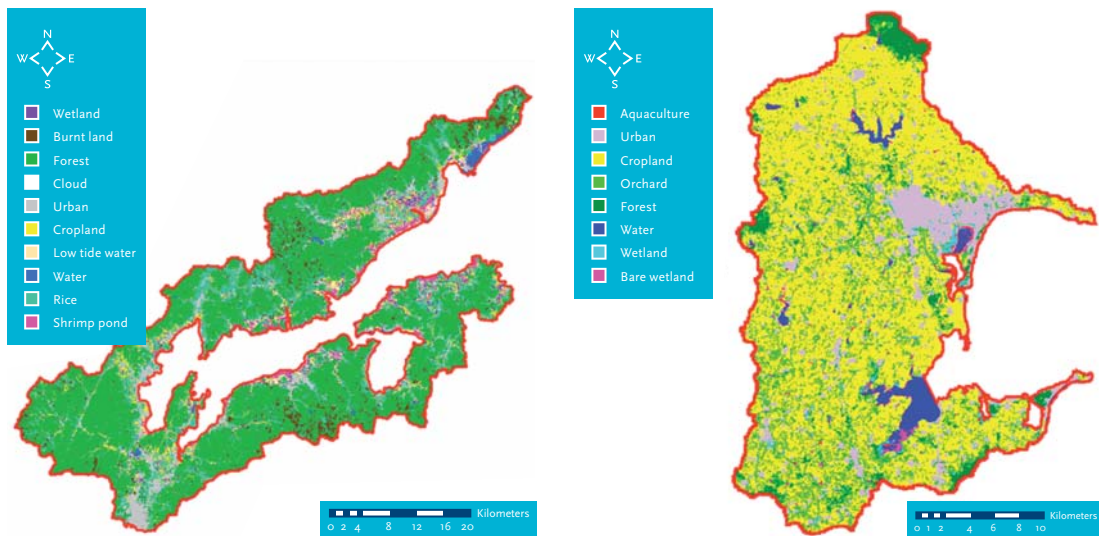 N
W E
S
Wetland
Burnt land
Forest
Cloud
Urban
Cropland
Low tide water
Water
Rice
Shrimp pond
0 2 4 8 12 16 20 Kilometers
N
W E
S
Aquaculture
Urban
Cropland
Orchard
Forest
Water
Wetland
Bare wetland
0 1 2 4 6 8 10 Kilometers